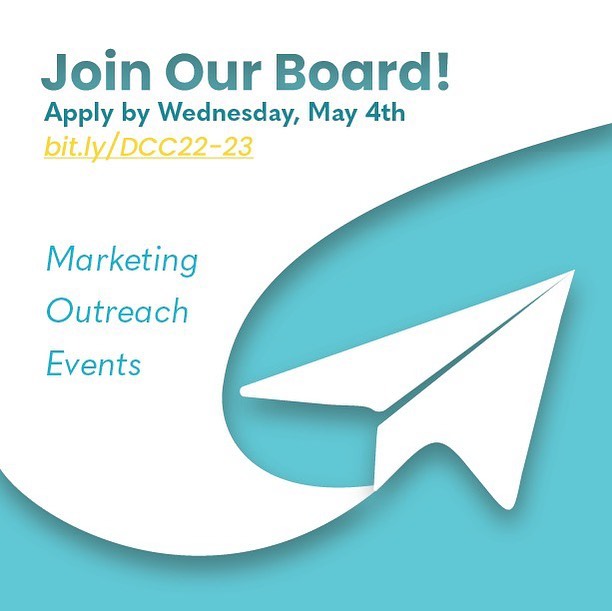 Join Our Board!
Apply by Wednesday, May 4th
bit.ly/DCC22-23
Marketing
Outreach
Events